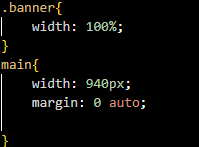 .banner{
    width: 100%;
}
main{
    width: 940px;
    margin: 0 auto;

}